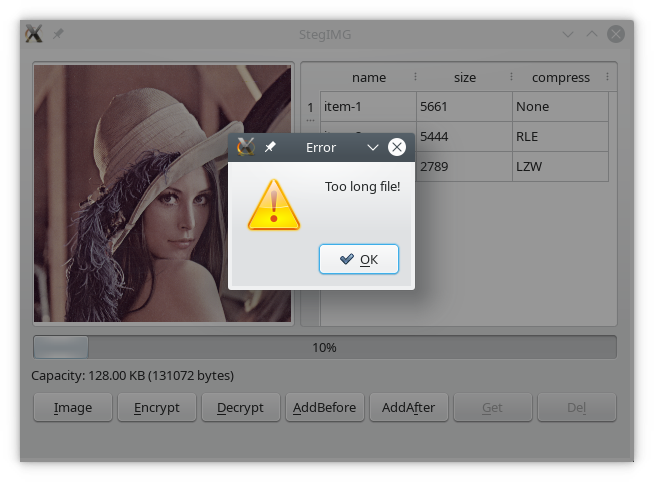 StegIMG
name size compress
1 item-1 5661 None
5444 RLE
2789 LZW
Error
Too long file!
OK
10%
Capacity: 128.00 KB (131072 bytes)
Image Encrypt Decrypt AddBefore AddAfter Get Del